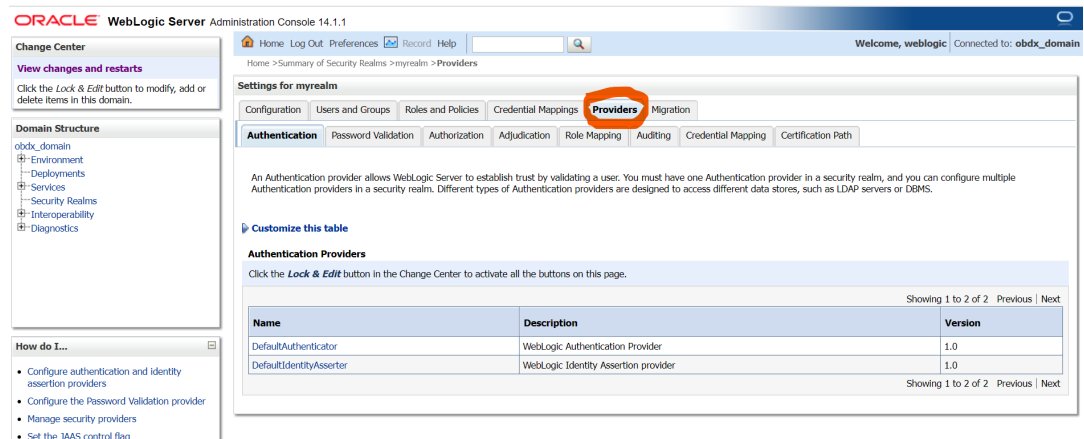 ORACLE WebLogic Server Administration Console 14.1.1
Change Center
View changes and restarts
Click the Lock & Edit button to modify, add or
delete items in this domain.
Domain Structure
obdx_domain
Environment
Deployments
Services
Security Realms
Interoperability
Diagnostics
How do I...
Configure authentication and identity
assertion providers
Configure the Password Validation provider
Manage security providers
Set the JAAS control flag
Home Log Out Preferences Record Help
Welcome, weblogic Connected to: obdx_domain
Home >Summary of Security Realms >myrealm >Providers
Settings for myrealm
Configuration Users and Groups Roles and Policies Credential Mappings Providers Migration
Authentication Password Validation Authorization Adjudication Role Mapping Auditing Credential Mapping Certification Path
An Authentication provider allows WebLogic Server to establish trust by validating a user. You must have one Authentication provider in a security realm, and you can configure multiple
Authentication providers in a security realm. Different types of Authentication providers are designed to access different data stores, such as LDAP servers or DBMS.
Customize this table
Authentication Providers
Click the Lock & Edit button in the Change Center to activate all the buttons on this page.
Showing 1 to 2 of 2 Previous | Next
Name Description Version
DefaultAuthenticator WebLogic Authentication Provider 1.0
DefaultIdentityAsserter WebLogic Identity Assertion provider 1.0
Showing 1 to 2 of 2 Previous | Next